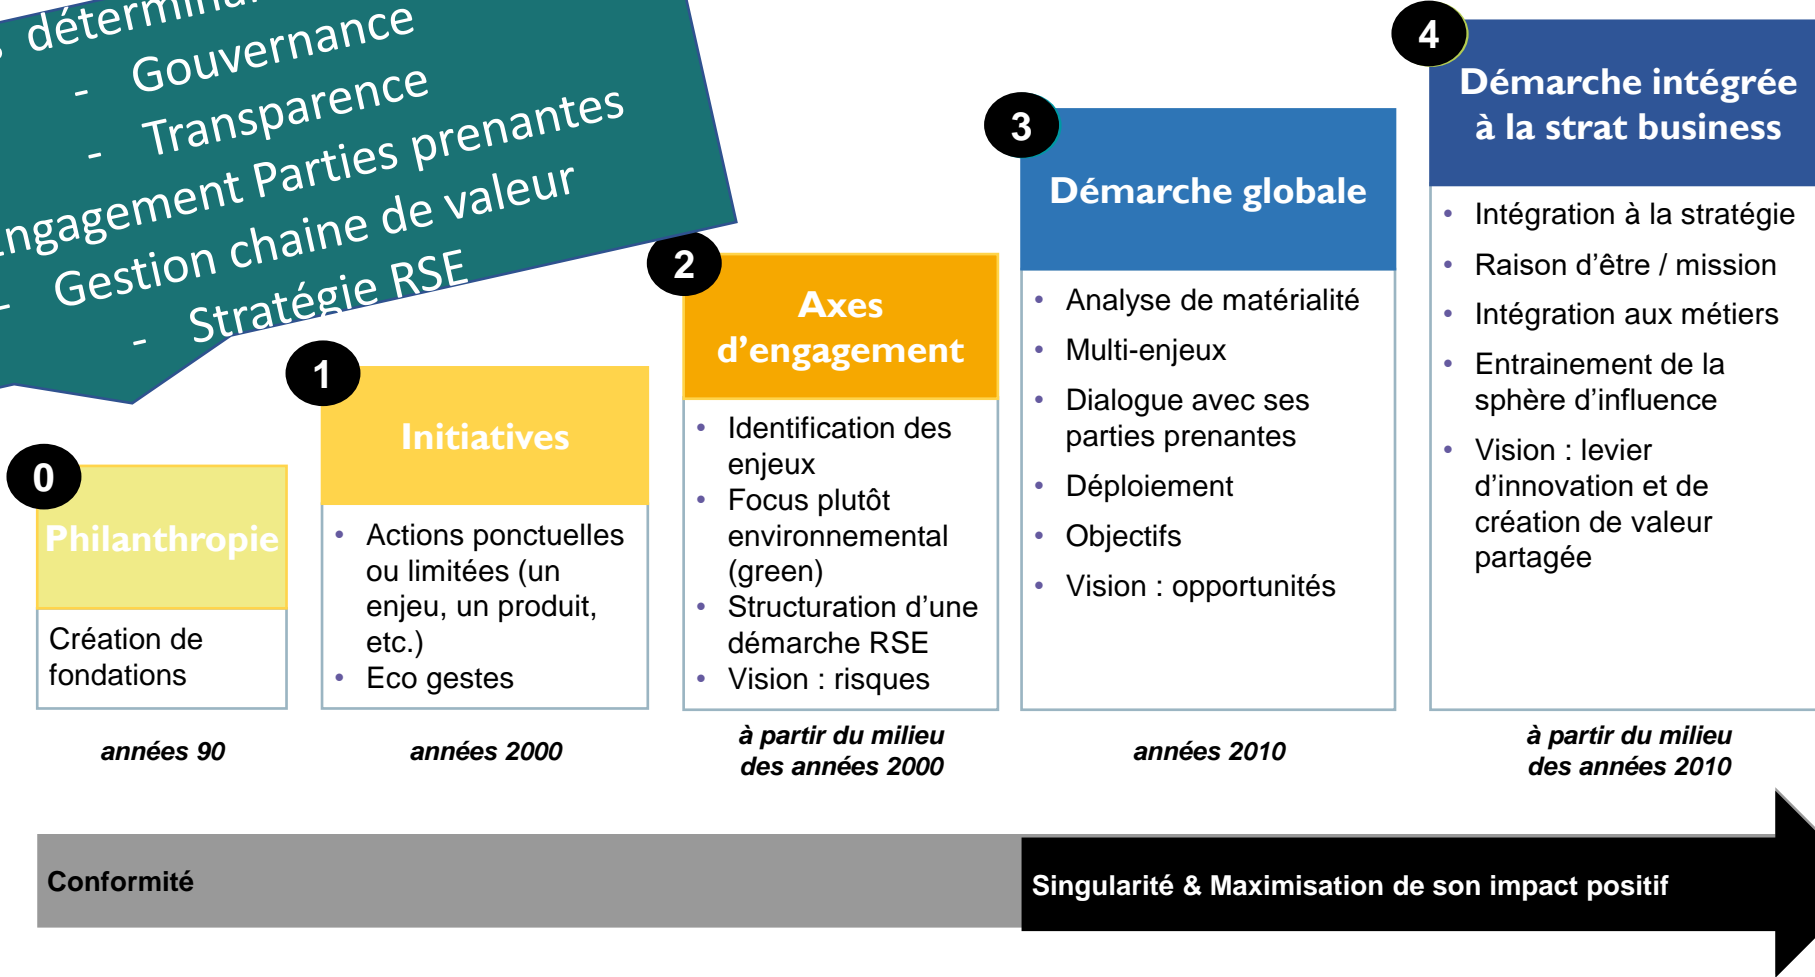 déterminan
- Gouvernance
- Transparence
Engagement Parties prenantes
- Gestion chaine de valeur
- Stratégie RSE
0
Philanthropie
Création de
fondations
années 90
1
Initiatives
• Actions ponctuelles
ou limitées (un
enjeu, un produit,
etc.)
• Eco gestes
années 2000
2
Axes
d’engagement
• Identification des
enjeux
• Focus plutôt
environnemental
(green)
• Structuration d’une
démarche RSE
• Vision : risques
à partir du milieu
des années 2000
3
Démarche globale
• Analyse de matérialité
• Multi-enjeux
• Dialogue avec ses
parties prenantes
• Déploiement
• Objectifs
• Vision : opportunités
années 2010
4
Démarche intégrée
à la strat business
• Intégration à la stratégie
• Raison d’être / mission
• Intégration aux métiers
• Entrainement de la
sphère d’influence
• Vision : levier
d’innovation et de
création de valeur
partagée
à partir du milieu
des années 2010
Conformité
Singularité & Maximisation de son impact positif